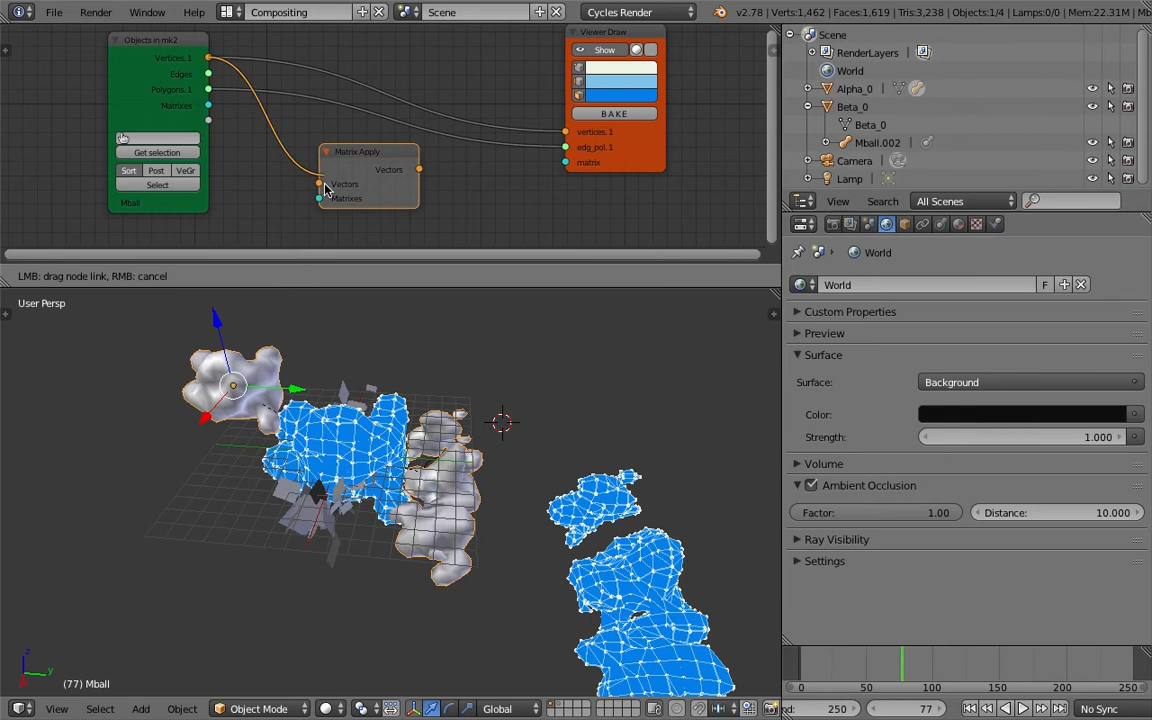 File Render Window Help Compositing Scene Cycles Render v2.78 | Verts:1,462 | Faces:1,619 | Tris:3,238 | Objects:1/4 | Lamps:0/0 | Mem:22.31M | Mb
Objects in mk2
Vertices. 1
Edges
Polygons. 1
Matrixes
Get selection
Sort Post VeGr
Select
Mball
Matrix Apply
Vectors
Vectors
Matrixes
Viewer Draw
Show
BAKE
vertices. 1
edg_pol. 1
matrix
LMB: drag node link, RMB: cancel
User Persp
z
y
(77) Mball
View Select Add Object Object Mode Global
Scene
RenderLayers
World
Alpha_0
Beta_0
Beta_0
Mball.002
Camera
Lamp
View Search All Scenes
World
World F
Custom Properties
Preview
Surface
Surface: Background
Color:
Strength: 1.000
Volume
Ambient Occlusion
Factor: 1.00 Distance: 10.000
Ray Visibility
Settings
0 50 100 150 200 250
nd: 250 77 No Sync